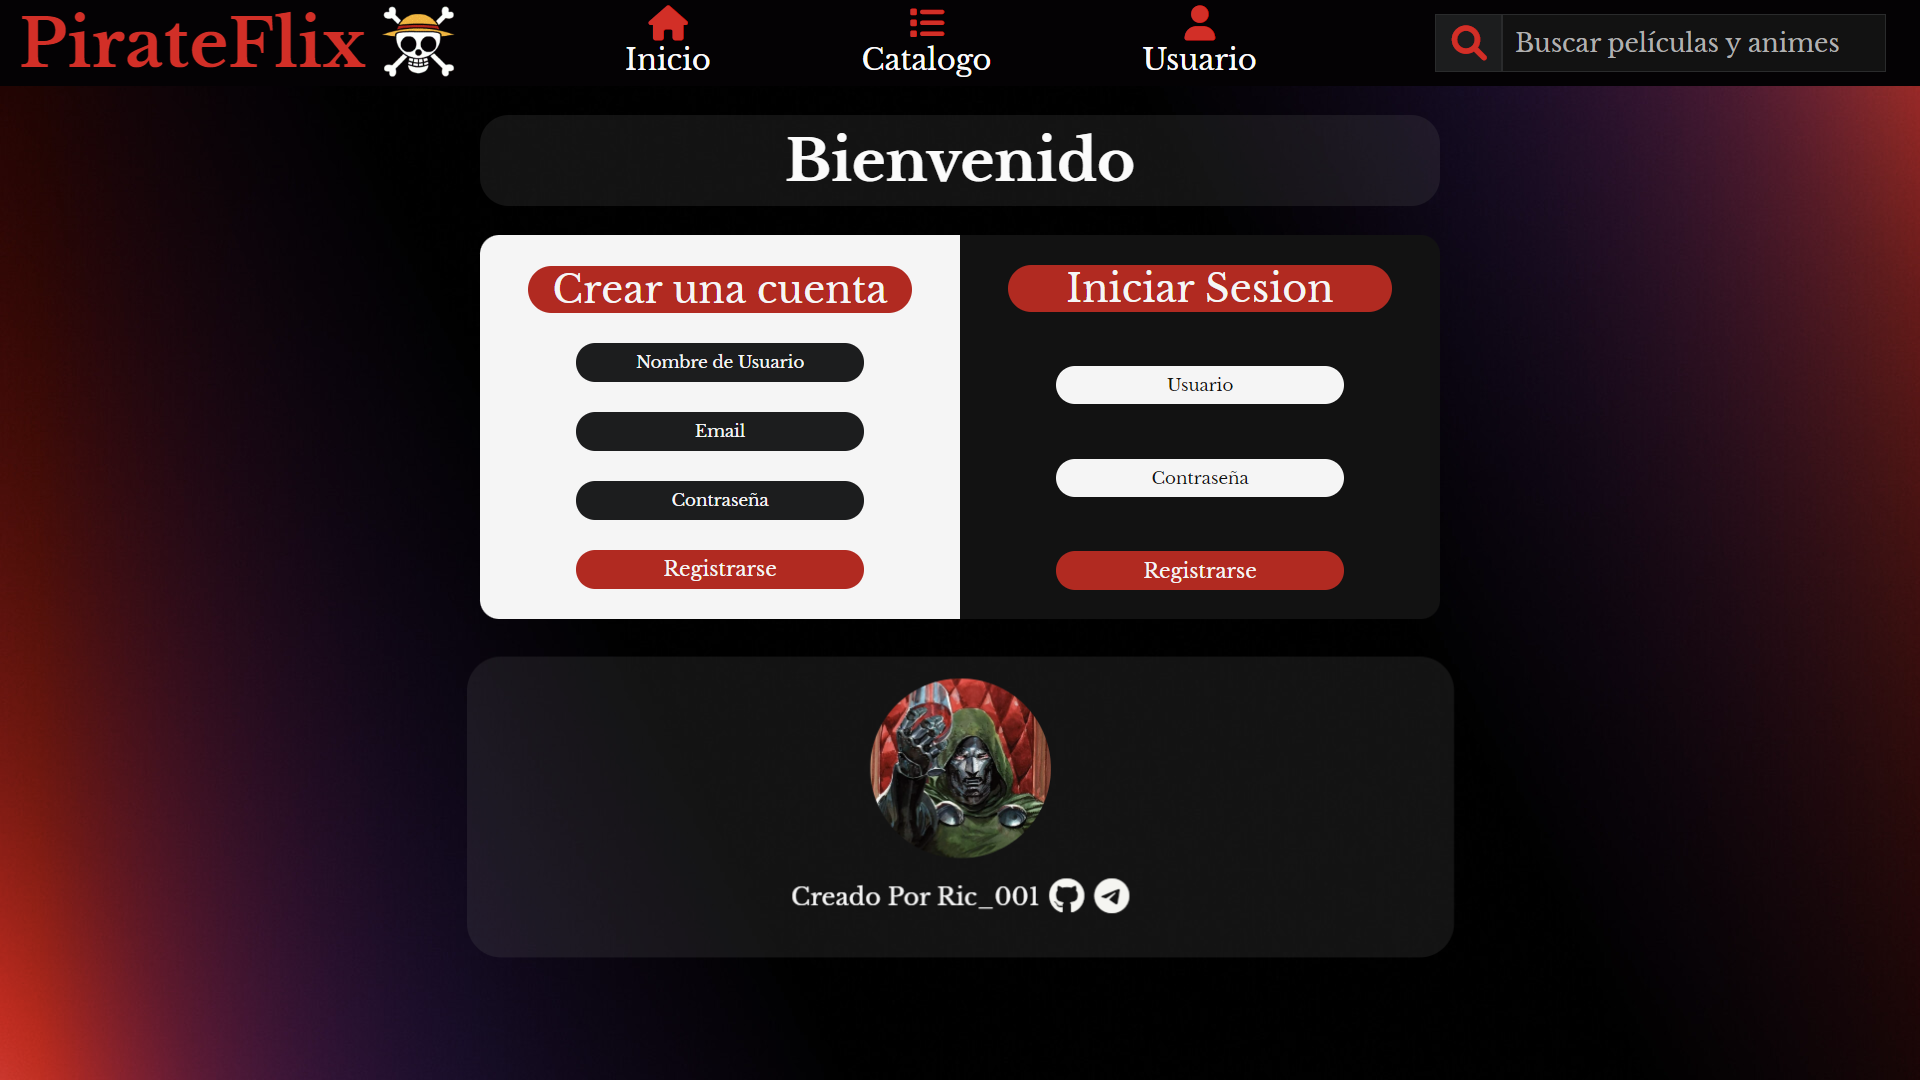 PirateFlix
Inicio
Catalogo
Usuario
Buscar películas y animes
Bienvenido
Crear una cuenta
Nombre de Usuario
Email
Contraseña
Registrarse
Iniciar Sesion
Usuario
Contraseña
Registrarse
Creado Por Ric_001